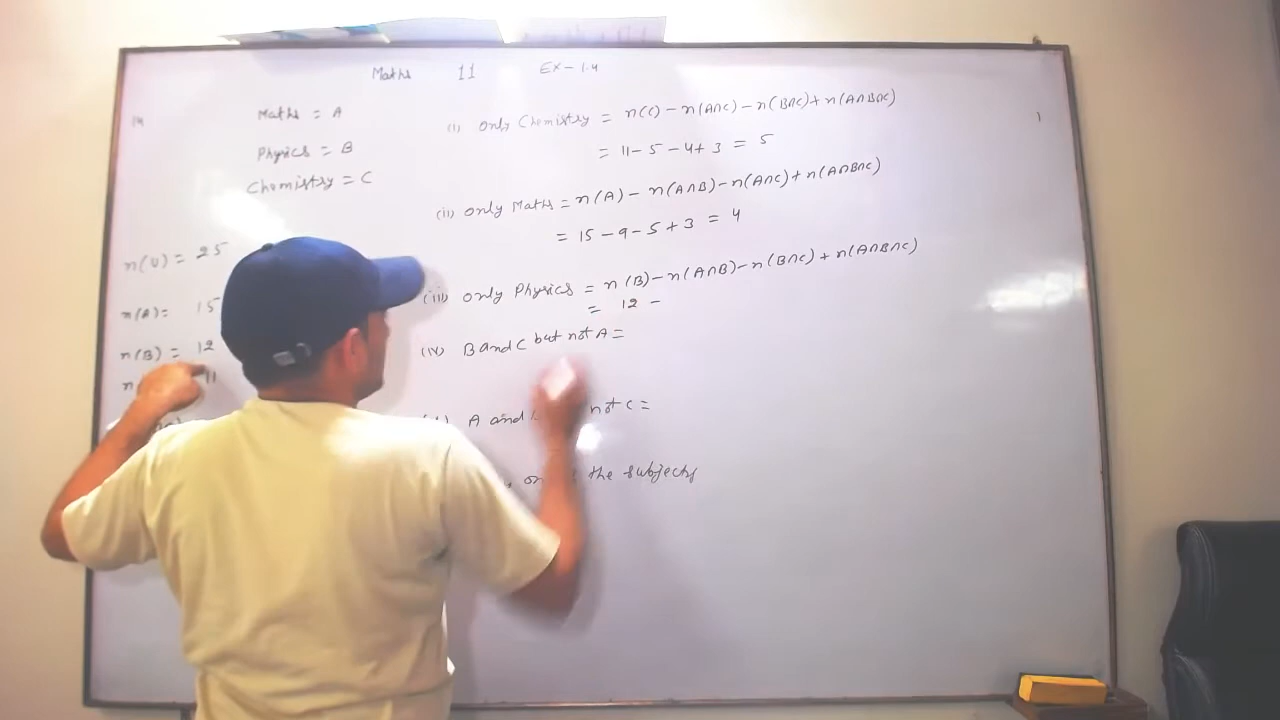 Maths 11 Ex-1.4
Maths = A
Physics = B
Chemistry = C
n(U) = 25
n(A) = 15
n(B) = 12
11
(i) only Chemistry = n(C) - n(A∩C) - n(B∩C) + n(A∩B∩C)
= 11 - 5 - 4 + 3 = 5
(ii) only Maths = n(A) - n(A∩B) - n(A∩C) + n(A∩B∩C)
= 15 - 9 - 5 + 3 = 4
(iii) only Physics = n(B) - n(A∩B) - n(B∩C) + n(A∩B∩C)
= 12 -
(iv) B and C but not A =
A and not C =
the subjects